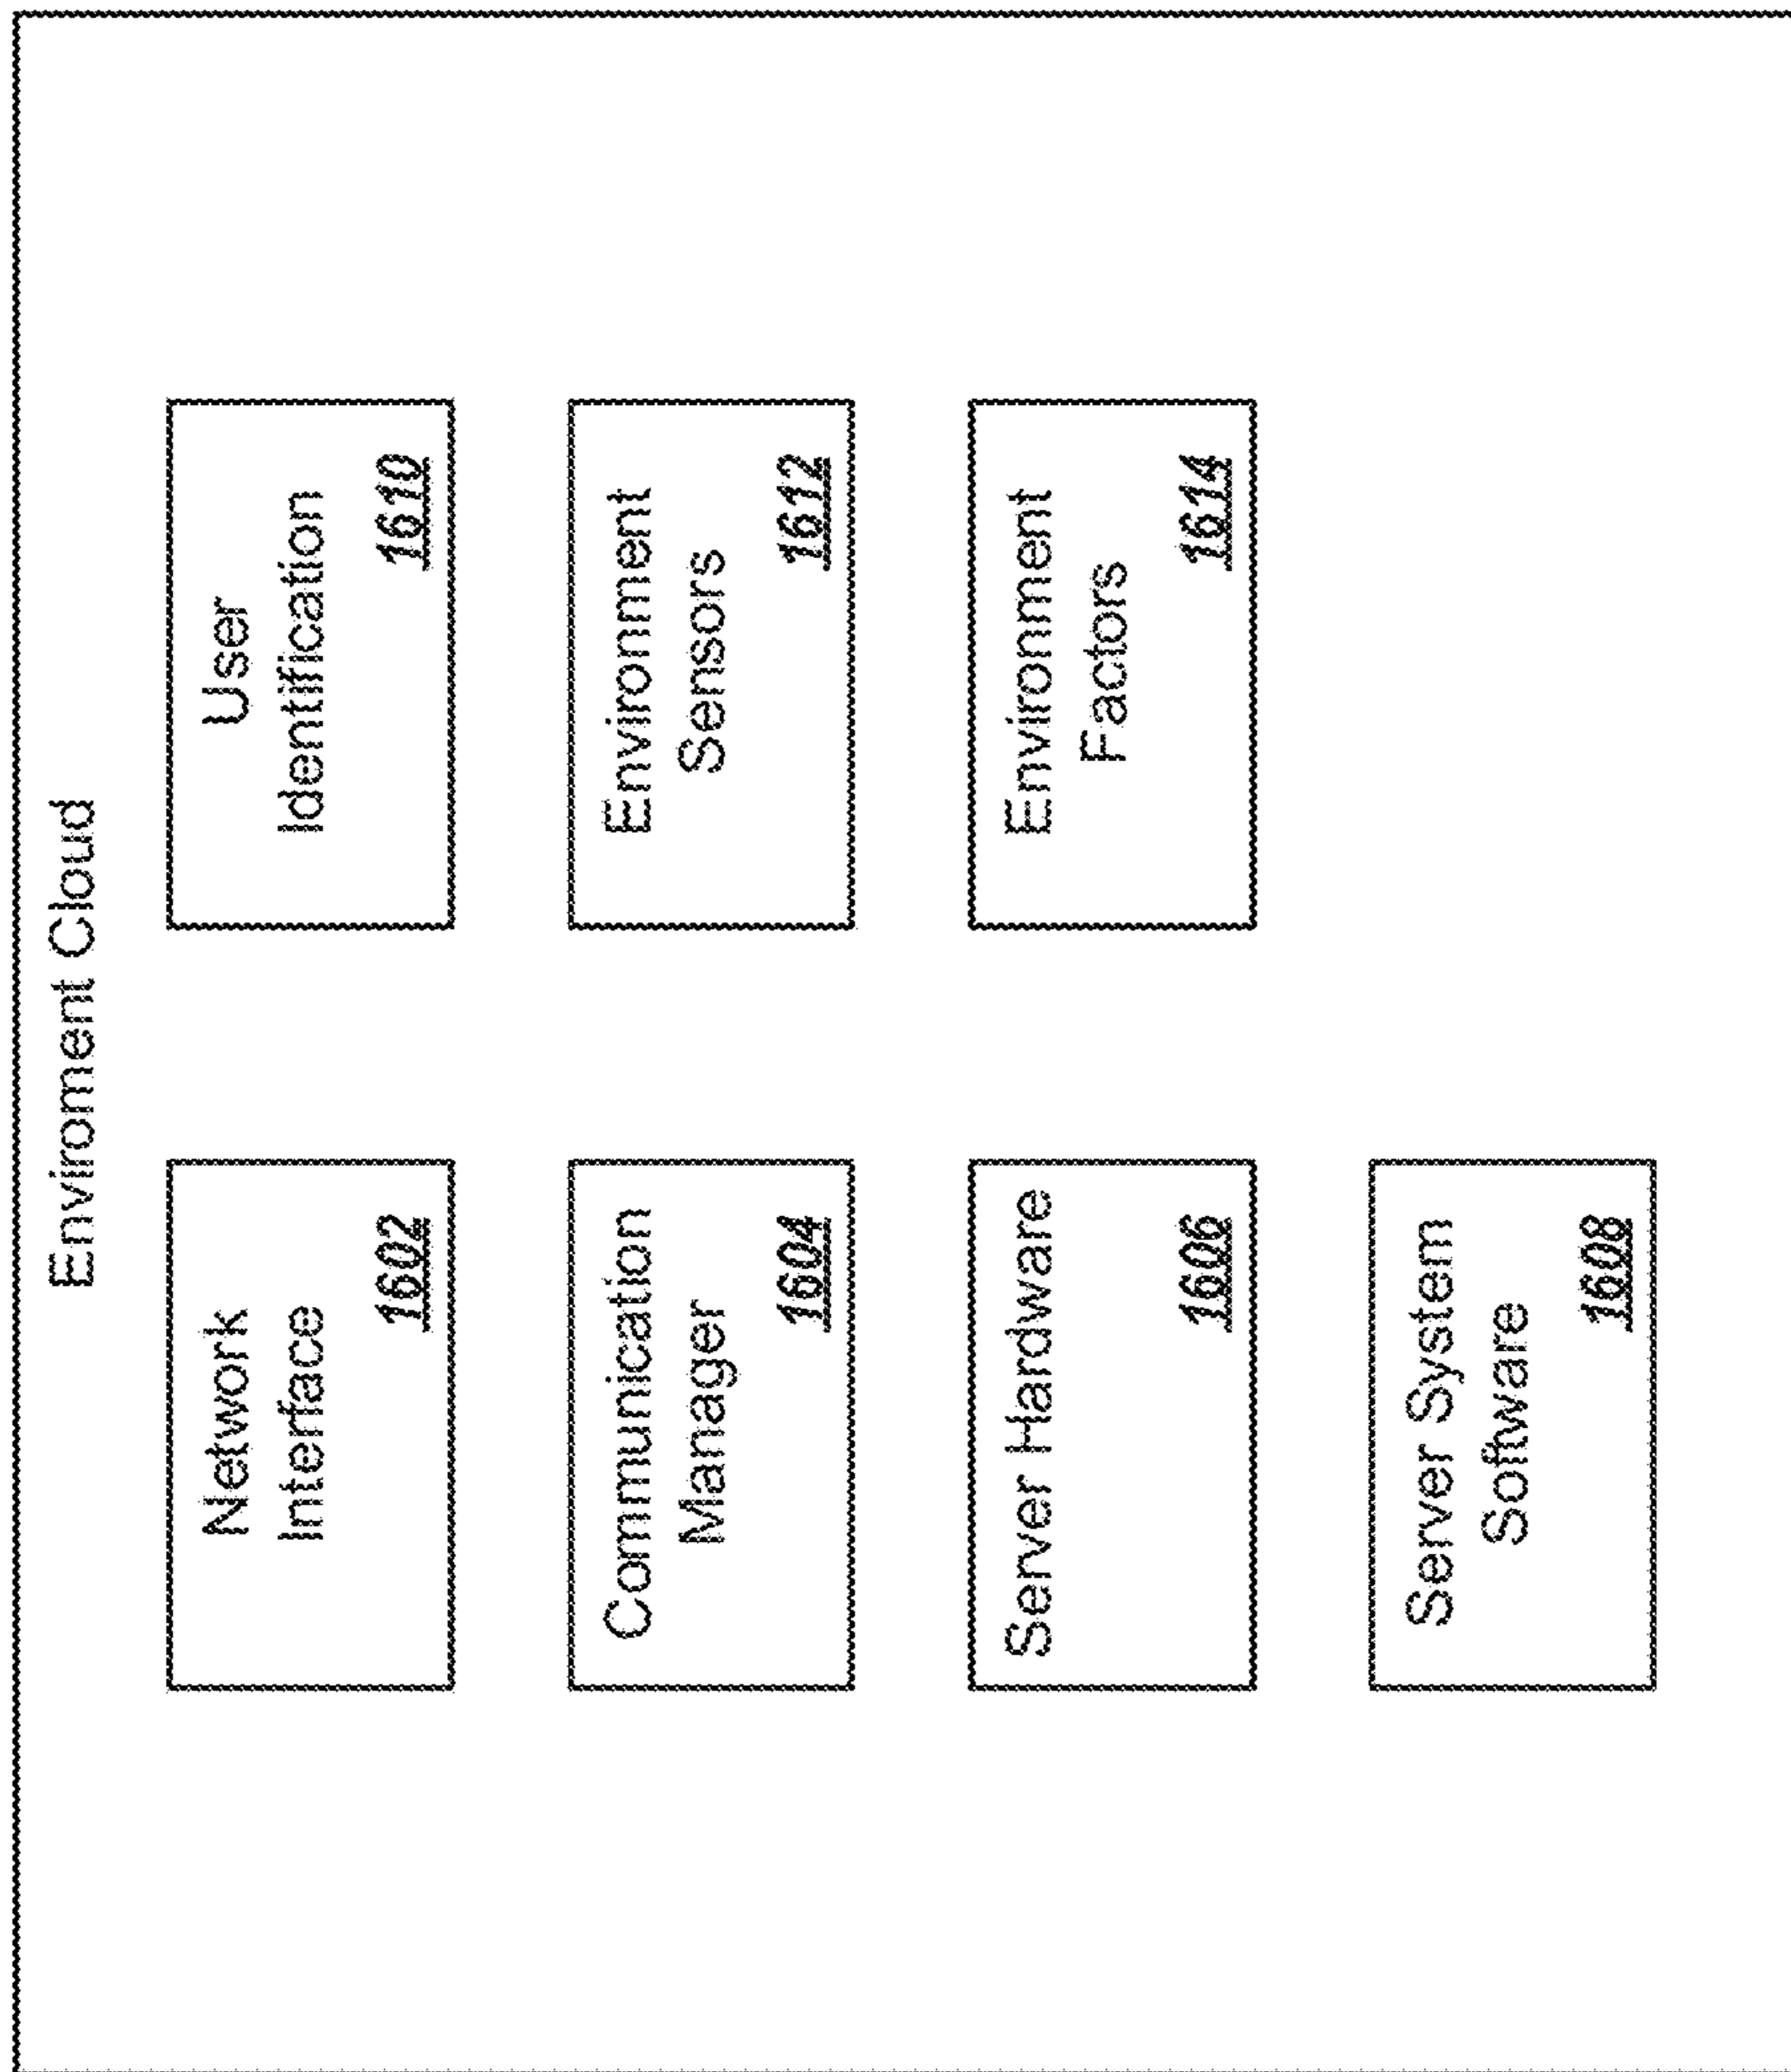 Enviroment Cloud
Network
Interface
1602
Communication
Manager
1604
Server Hardware
1606
Server System
Software
1608
User
Identification
1610
Environment
Sensors
1612
Environment
Factors
1614